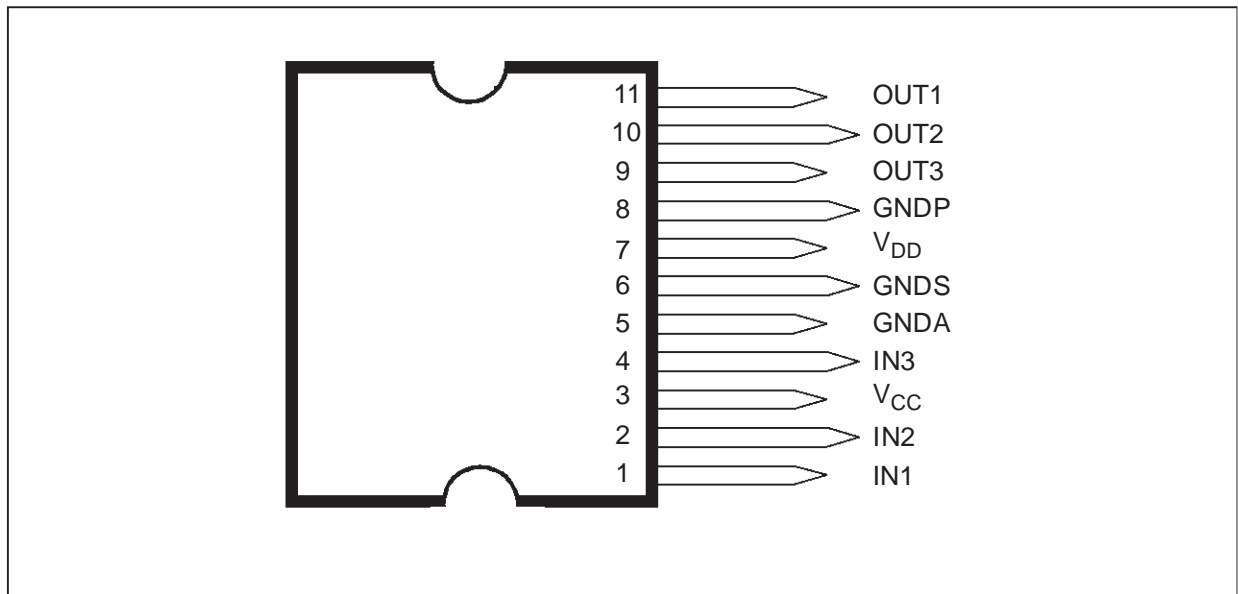 11 OUT1
10 OUT2
9 OUT3
8 GNDP
7 VDD
6 GNDS
5 GNDA
4 IN3
3 VCC
2 IN2
1 IN1